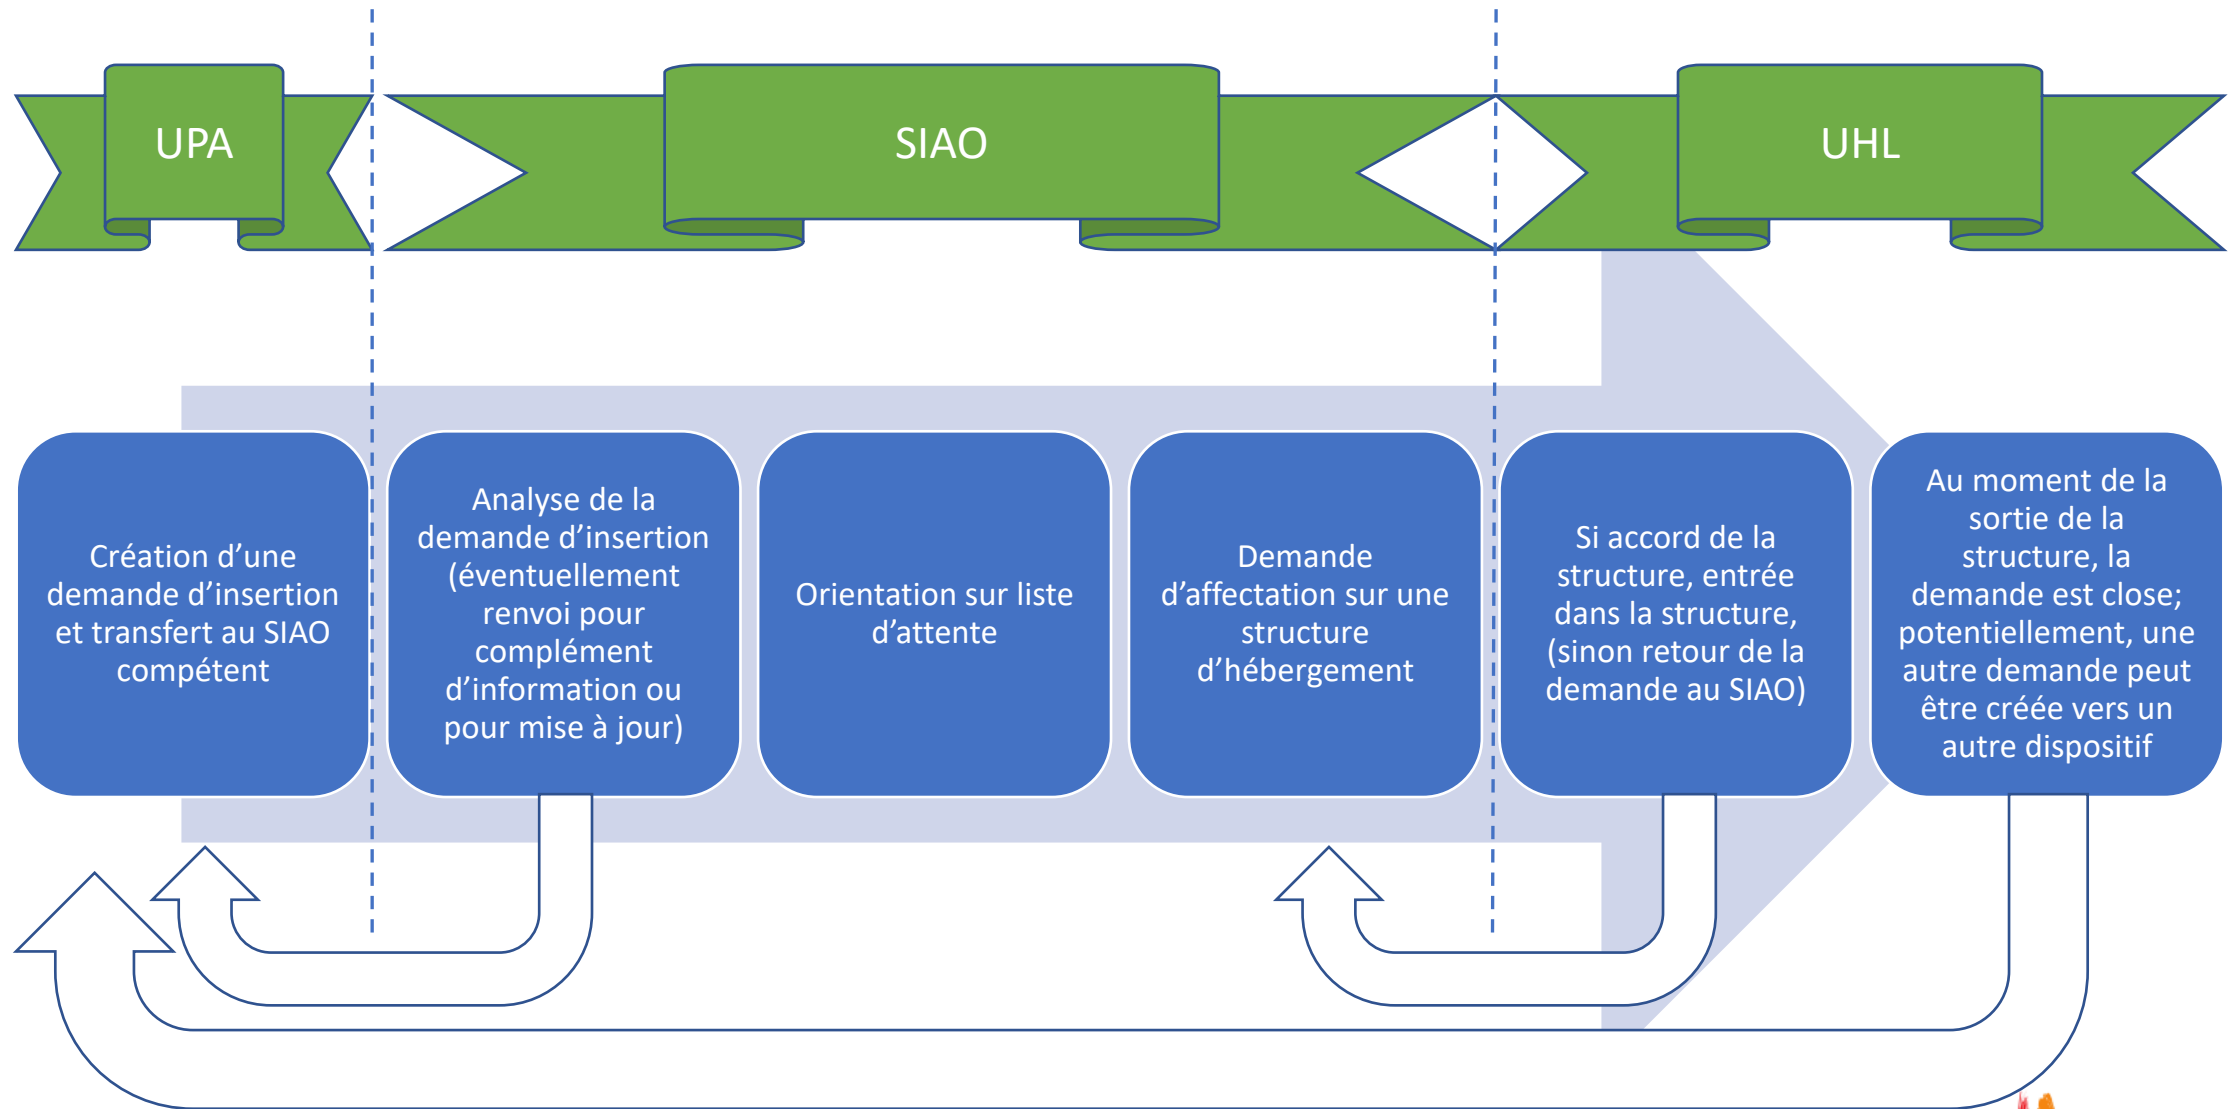 UPA
SIAO
UHL
Création d’une
demande d’insertion
et transfert au SIAO
compétent
Analyse de la
demande d’insertion
(éventuellement
renvoi pour
complément
d’information ou
pour mise à jour)
Orientation sur liste
d’attente
Demande
d’affectation sur une
structure
d’hébergement
Si accord de la
structure, entrée
dans la structure,
(sinon retour de la
demande au SIAO)
Au moment de la
sortie de la
structure, la
demande est close;
potentiellement, une
autre demande peut
être créée vers un
autre dispositif